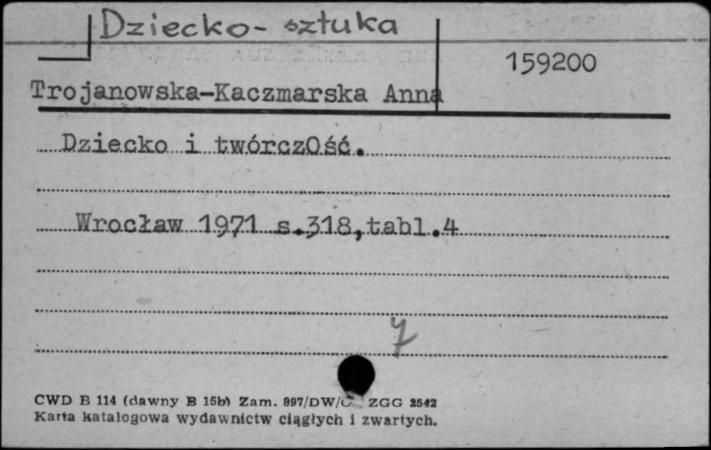 Dziecko - sztuka
159200
Trojanowska-Kaczmarska Anna
Dziecko i twórczOść.
Wrocław 1971 s.318,tabl.4
y
CWD B 114 (dawny B 15b) Zam. 897/DW/ ZGG 2542
Karta katalogowa wydawnictw ciągłych i zwartych.